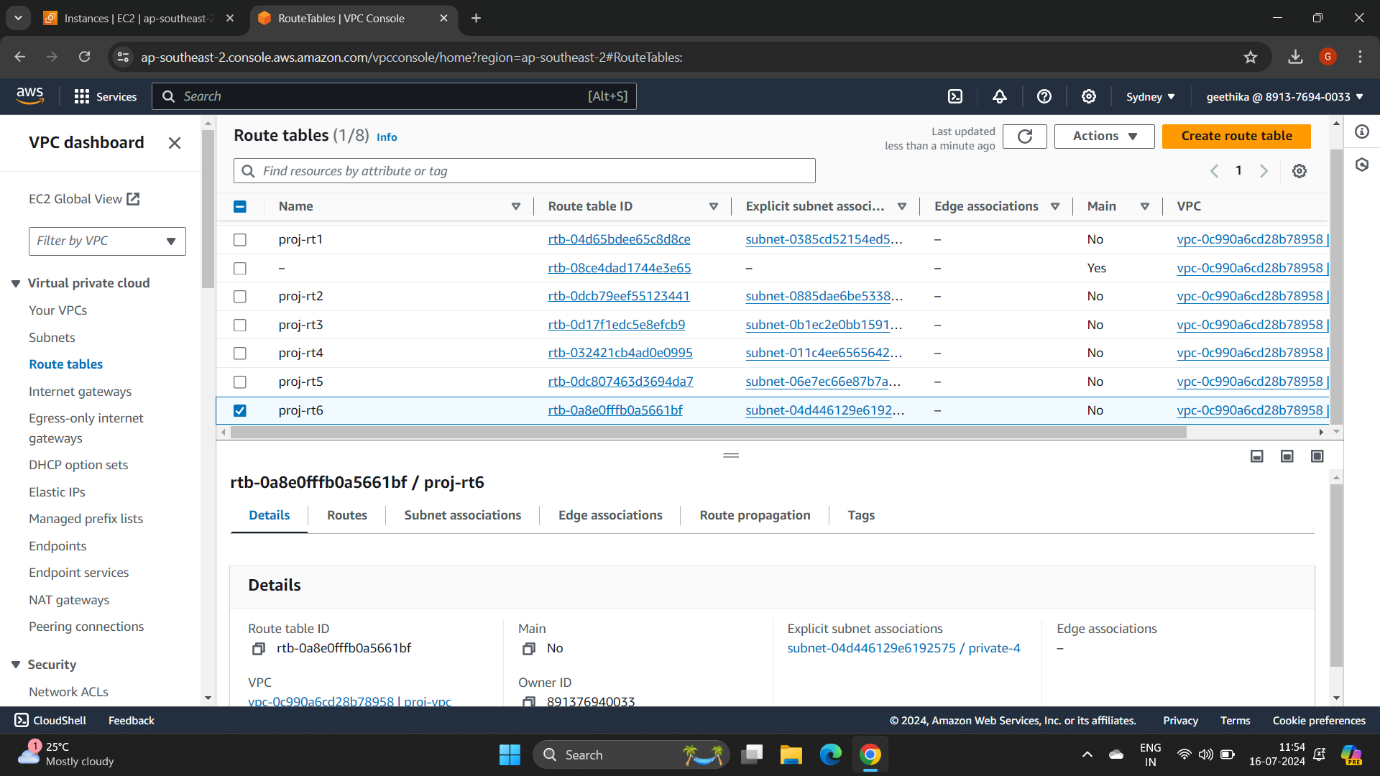 Instances | EC2 | ap-southeast-2
RouteTables | VPC Console
ap-southeast-2.console.aws.amazon.com/vpcconsole/home?region=ap-southeast-2#RouteTables:
G
aws
Services
Search [Alt+S]
Sydney
geethika @ 8913-7694-0033
VPC dashboard
EC2 Global View
Filter by VPC
Virtual private cloud
Your VPCs
Subnets
Route tables
Internet gateways
Egress-only internet
gateways
DHCP option sets
Elastic IPs
Managed prefix lists
Endpoints
Endpoint services
NAT gateways
Peering connections
Security
Network ACLs
Route tables (1/8) Info
Last updated
less than a minute ago
Actions
Create route table
Find resources by attribute or tag
1
Name Route table ID Explicit subnet associ... Edge associations Main VPC
proj-rt1 rtb-04d65bdee65c8d8ce subnet-0385cd52154ed5... – No vpc-0c990a6cd28b78958 |
– rtb-08ce4dad1744e3e65 – – Yes vpc-0c990a6cd28b78958 |
proj-rt2 rtb-0dcb79eef55123441 subnet-0885dae6be5338... – No vpc-0c990a6cd28b78958 |
proj-rt3 rtb-0d17f1edc5e8efcb9 subnet-0b1ec2e0bb1591... – No vpc-0c990a6cd28b78958 |
proj-rt4 rtb-032421cb4ad0e0995 subnet-011c4ee6565642... – No vpc-0c990a6cd28b78958 |
proj-rt5 rtb-0dc807463d3694da7 subnet-06e7ec66e87b7a... – No vpc-0c990a6cd28b78958 |
proj-rt6 rtb-0a8e0fffb0a5661bf subnet-04d446129e6192... – No vpc-0c990a6cd28b78958 |
rtb-0a8e0fffb0a5661bf / proj-rt6
Details Routes Subnet associations Edge associations Route propagation Tags
Details
Route table ID
rtb-0a8e0fffb0a5661bf
Main
No
Explicit subnet associations
subnet-04d446129e6192575 / private-4
Edge associations
–
VPC
vpc-0c990a6cd28b78958 | proj-vpc
Owner ID
891376940033
CloudShell Feedback © 2024, Amazon Web Services, Inc. or its affiliates. Privacy Terms Cookie preferences
1
25°C
Mostly cloudy
Search
ENG
IN
11:54
16-07-2024
PRE